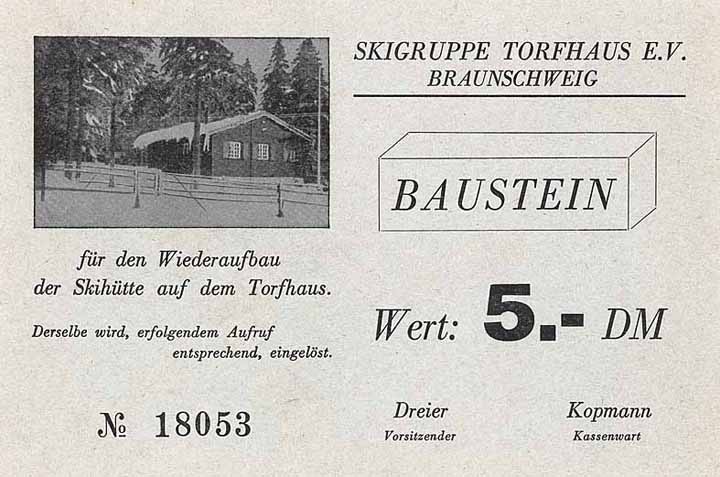 SKIGRUPPE TORFHAUS E.V.
BRAUNSCHWEIG
BAUSTEIN
für den Wiederaufbau
der Skihütte auf dem Torfhaus.
Derselbe wird, erfolgendem Aufruf
entsprechend, eingelöst.
Wert: 5.- DM
№ 18053
Dreier
Vorsitzender
Kopmann
Kassenwart